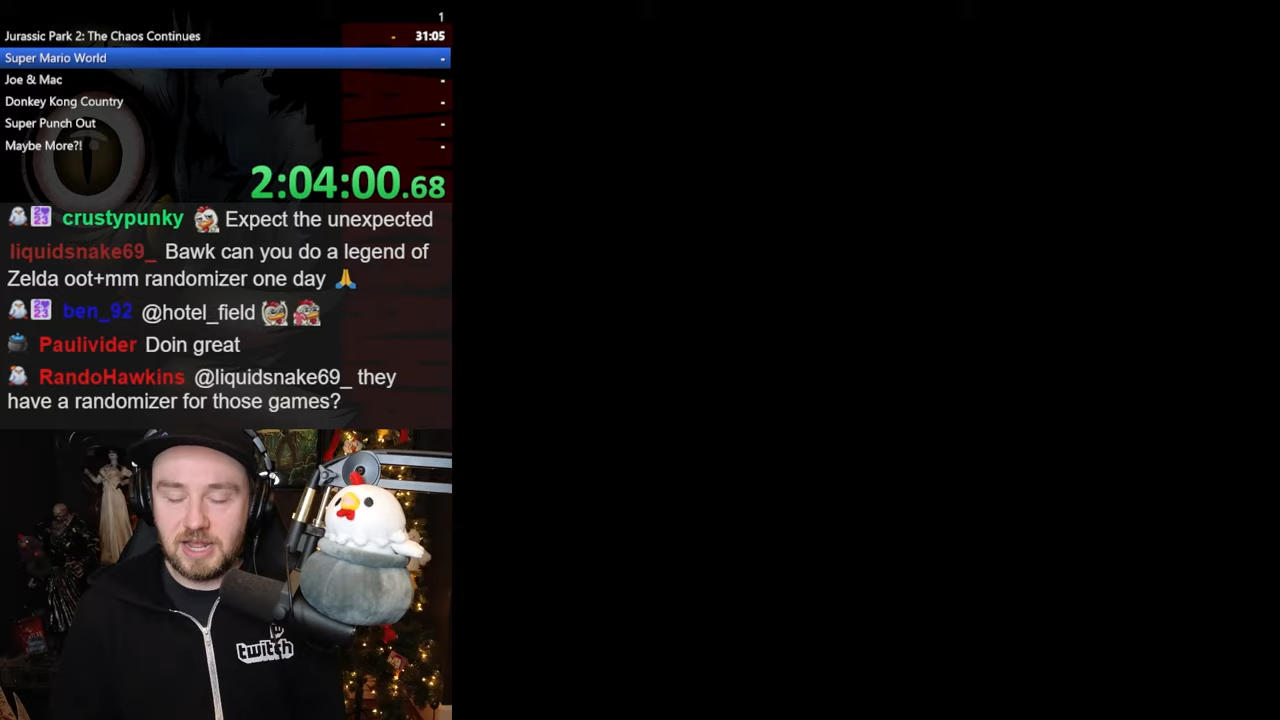 1
Jurassic Park 2: The Chaos Continues - 31:05
Super Mario World -
Joe & Mac -
Donkey Kong Country -
Super Punch Out -
Maybe More?! -
2:04:00.68
crustypunky Expect the unexpected
liquidsnake69_ Bawk can you do a legend of
Zelda oot+mm randomizer one day 🙏
ben_92 @hotel_field
Paulivider Doin great
RandoHawkins @liquidsnake69_ they
have a randomizer for those games?
twitch